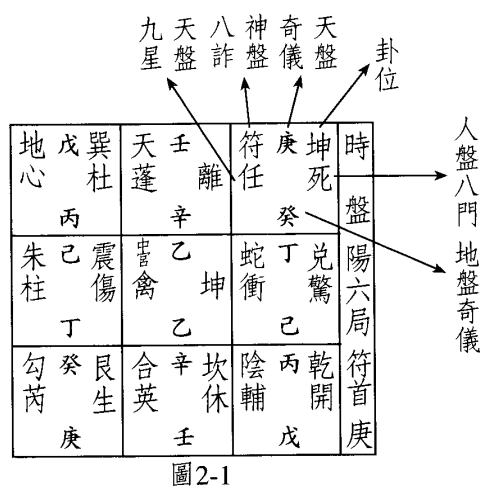 卦位
天盤
奇儀
神盤
八詐
天盤
九星
人盤八門
地盤奇儀
時盤 陽六局 符首 庚
坤死
庚
癸
符任
離
壬
辛
天蓬
巽杜
戊
丙
地心
兌驚
丁
己
蛇衝
坤
乙
乙
中宮禽
震傷
己
丁
朱柱
乾開
丙
戊
陰輔
坎休
辛
壬
合英
艮生
癸
庚
勾芮
圖2-1